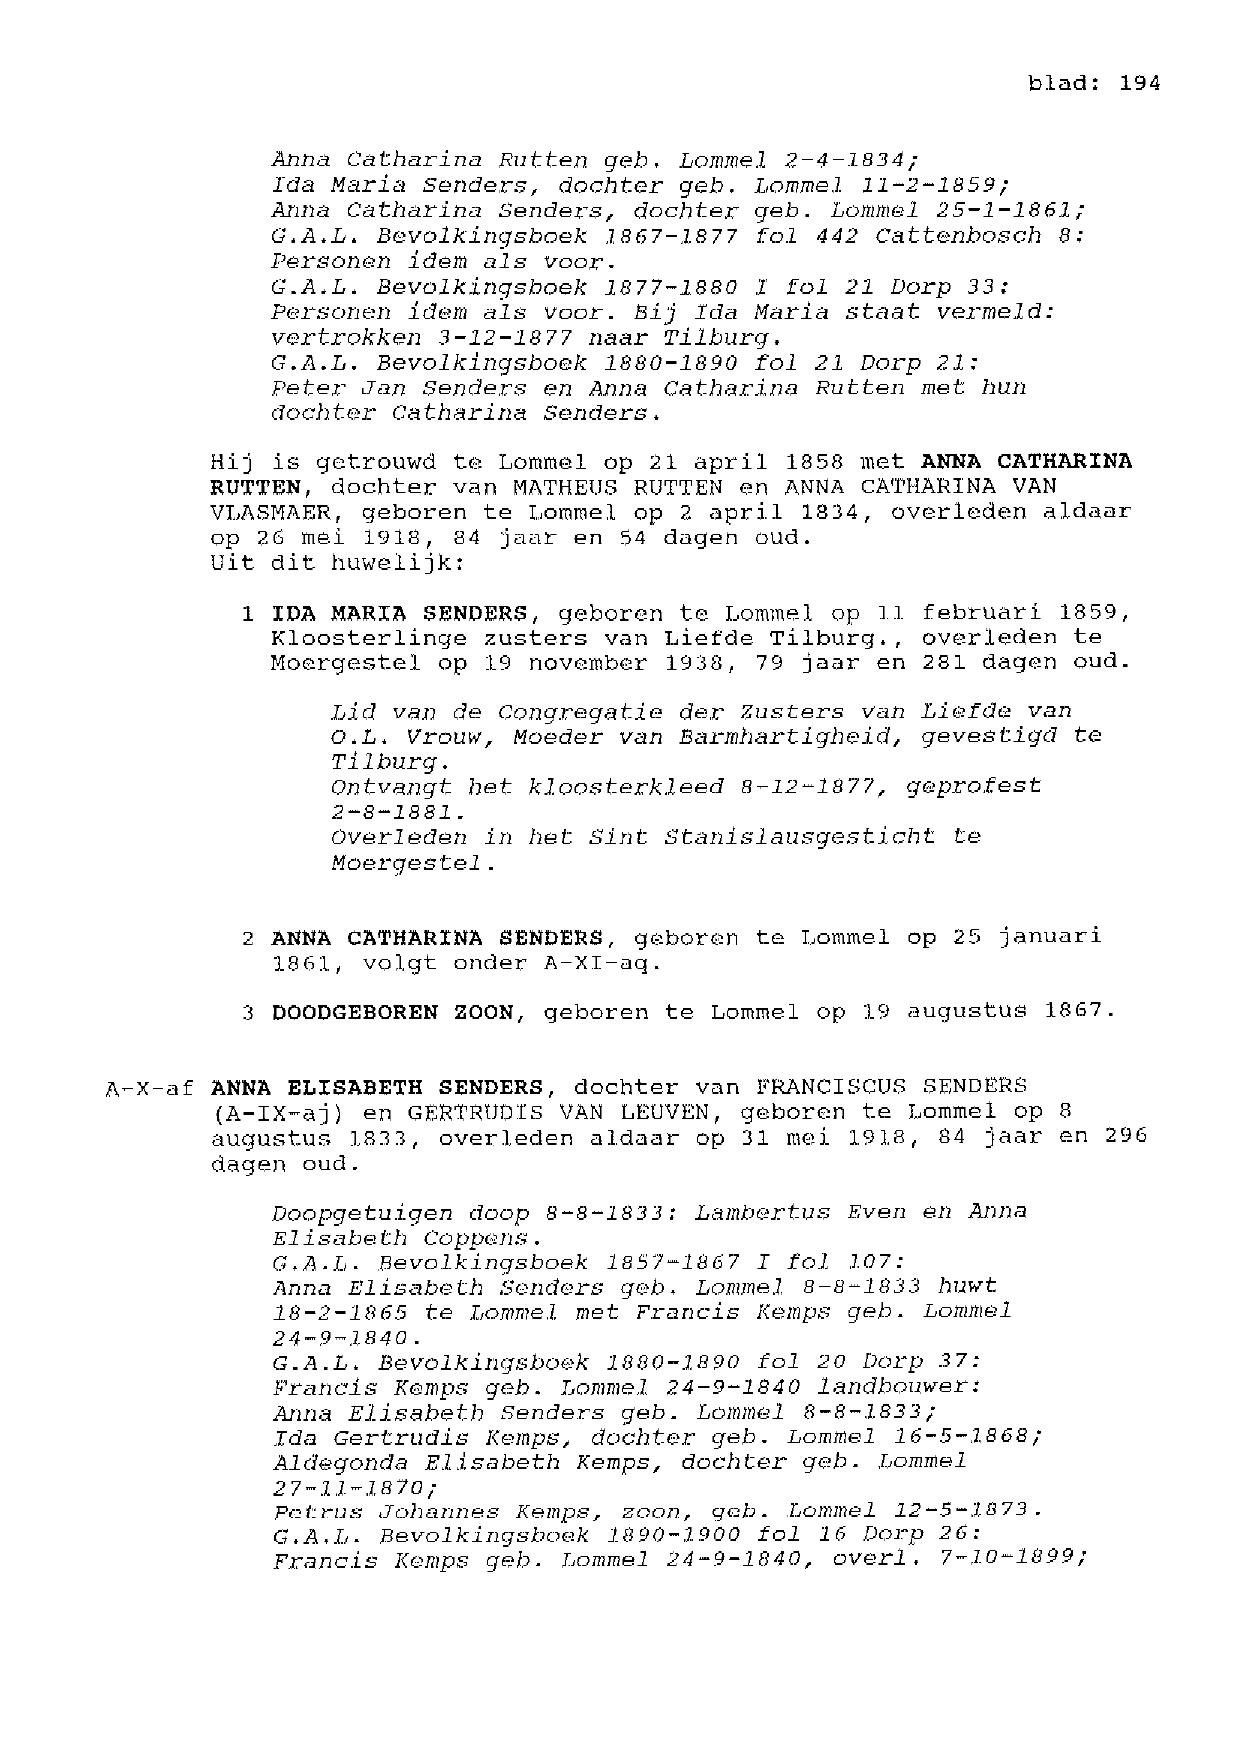 blad: 194
Anna Catharina Rutten geb. Lommel 2-4-1834;
Ida Maria Senders, dochter geb. Lommel 11-2-1859;
Anna Catharina Senders, dochter geb. Lommel 25-1-1861;
G.A.L. Bevolkingsboek 1867-1877 fol 442 Cattenbosch 8:
Personen idem als voor.
G.A.L. Bevolkingsboek 1877-1880 I fol 21 Dorp 33:
Personen idem als voor. Bij Ida Maria staat vermeld:
vertrokken 3-12-1877 naar Tilburg.
G.A.L. Bevolkingsboek 1880-1890 fol 21 Dorp 21:
Peter Jan Senders en Anna Catharina Rutten met hun
dochter Catharina Senders.
Hij is getrouwd te Lommel op 21 april 1858 met ANNA CATHARINA
RUTTEN, dochter van MATHEUS RUTTEN en ANNA CATHARINA VAN
VLASMAER, geboren te Lommel op 2 april 1834, overleden aldaar
op 26 mei 1918, 84 jaar en 54 dagen oud.
Uit dit huwelijk:
1 IDA MARIA SENDERS, geboren te Lommel op 11 februari 1859,
Kloosterlinge zusters van Liefde Tilburg., overleden te
Moergestel op 19 november 1938, 79 jaar en 281 dagen oud.
Lid van de Congregatie der Zusters van Liefde van
O.L. Vrouw, Moeder van Barmhartigheid, gevestigd te
Tilburg.
Ontvangt het kloosterkleed 8-12-1877, geprofest
2-8-1881.
Overleden in het Sint Stanislausgesticht te
Moergestel.
2 ANNA CATHARINA SENDERS, geboren te Lommel op 25 januari
1861, volgt onder A-XI-aq.
3 DOODGEBOREN ZOON, geboren te Lommel op 19 augustus 1867.
A-X-af ANNA ELISABETH SENDERS, dochter van FRANCISCUS SENDERS
(A-IX-aj) en GERTRUDIS VAN LEUVEN, geboren te Lommel op 8
augustus 1833, overleden aldaar op 31 mei 1918, 84 jaar en 296
dagen oud.
Doopgetuigen doop 8-8-1833: Lambertus Even en Anna
Elisabeth Coppens.
G.A.L. Bevolkingsboek 1857-1867 I fol 107:
Anna Elisabeth Senders geb. Lommel 8-8-1833 huwt
18-2-1865 te Lommel met Francis Kemps geb. Lommel
24-9-1840.
G.A.L. Bevolkingsboek 1880-1890 fol 20 Dorp 37:
Francis Kemps geb. Lommel 24-9-1840 landbouwer:
Anna Elisabeth Senders geb. Lommel 8-8-1833;
Ida Gertrudis Kemps, dochter geb. Lommel 16-5-1868;
Aldegonda Elisabeth Kemps, dochter geb. Lommel
27-11-1870;
Petrus Johannes Kemps, zoon, geb. Lommel 12-5-1873.
G.A.L. Bevolkingsboek 1890-1900 fol 16 Dorp 26:
Francis Kemps geb. Lommel 24-9-1840, overl. 7-10-1899;